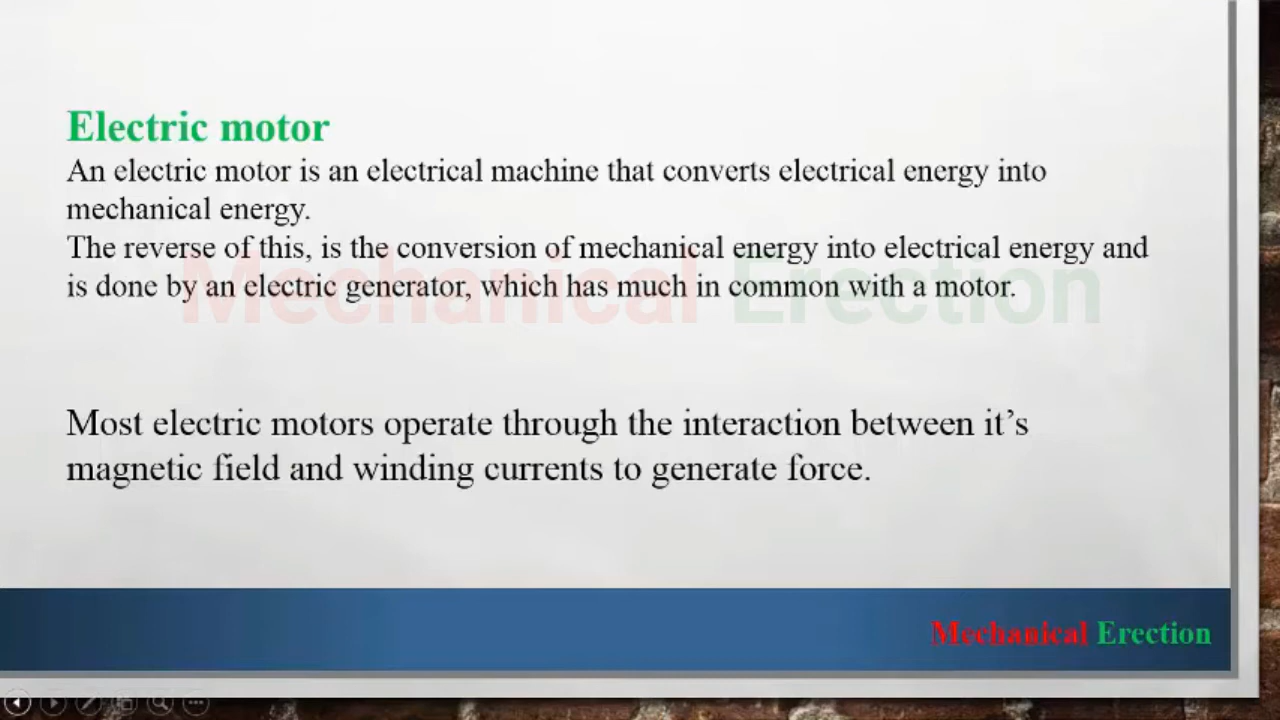 Electric motor
An electric motor is an electrical machine that converts electrical energy into
mechanical energy.
The reverse of this, is the conversion of mechanical energy into electrical energy and
is done by an electric generator, which has much in common with a motor.
Mechanical Erection
Most electric motors operate through the interaction between it’s
magnetic field and winding currents to generate force.
Mechanical Erection